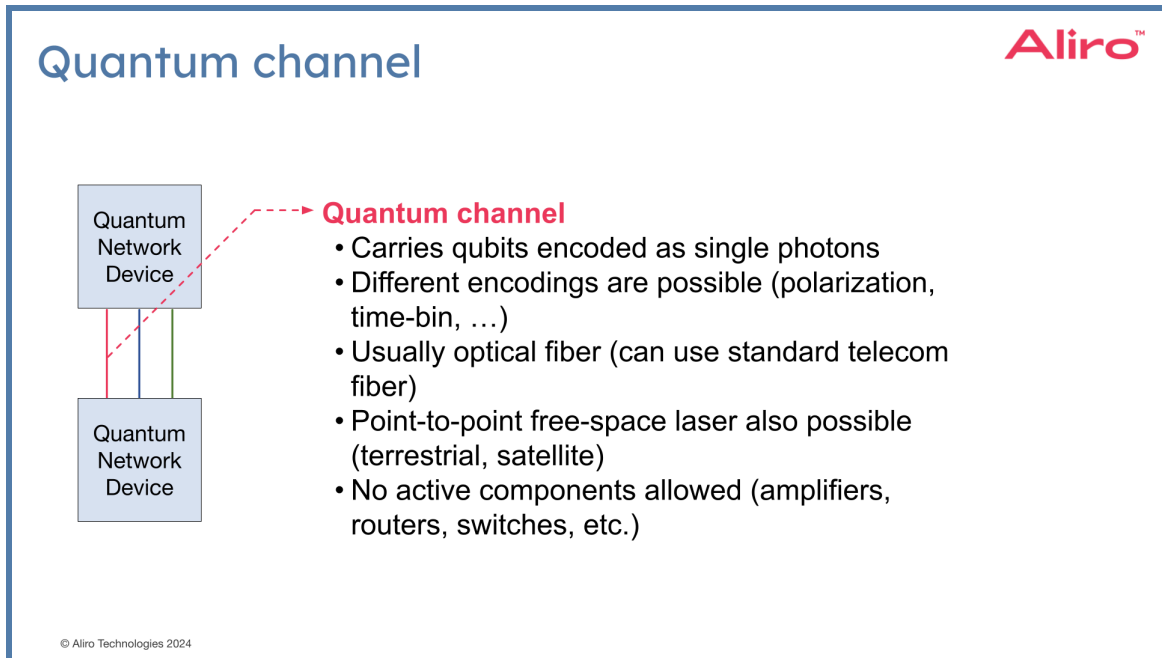 Quantum channel
Aliro™
Quantum
Network
Device
Quantum channel
• Carries qubits encoded as single photons
• Different encodings are possible (polarization,
time-bin, …)
• Usually optical fiber (can use standard telecom
fiber)
• Point-to-point free-space laser also possible
(terrestrial, satellite)
• No active components allowed (amplifiers,
routers, switches, etc.)
Quantum
Network
Device
© Aliro Technologies 2024